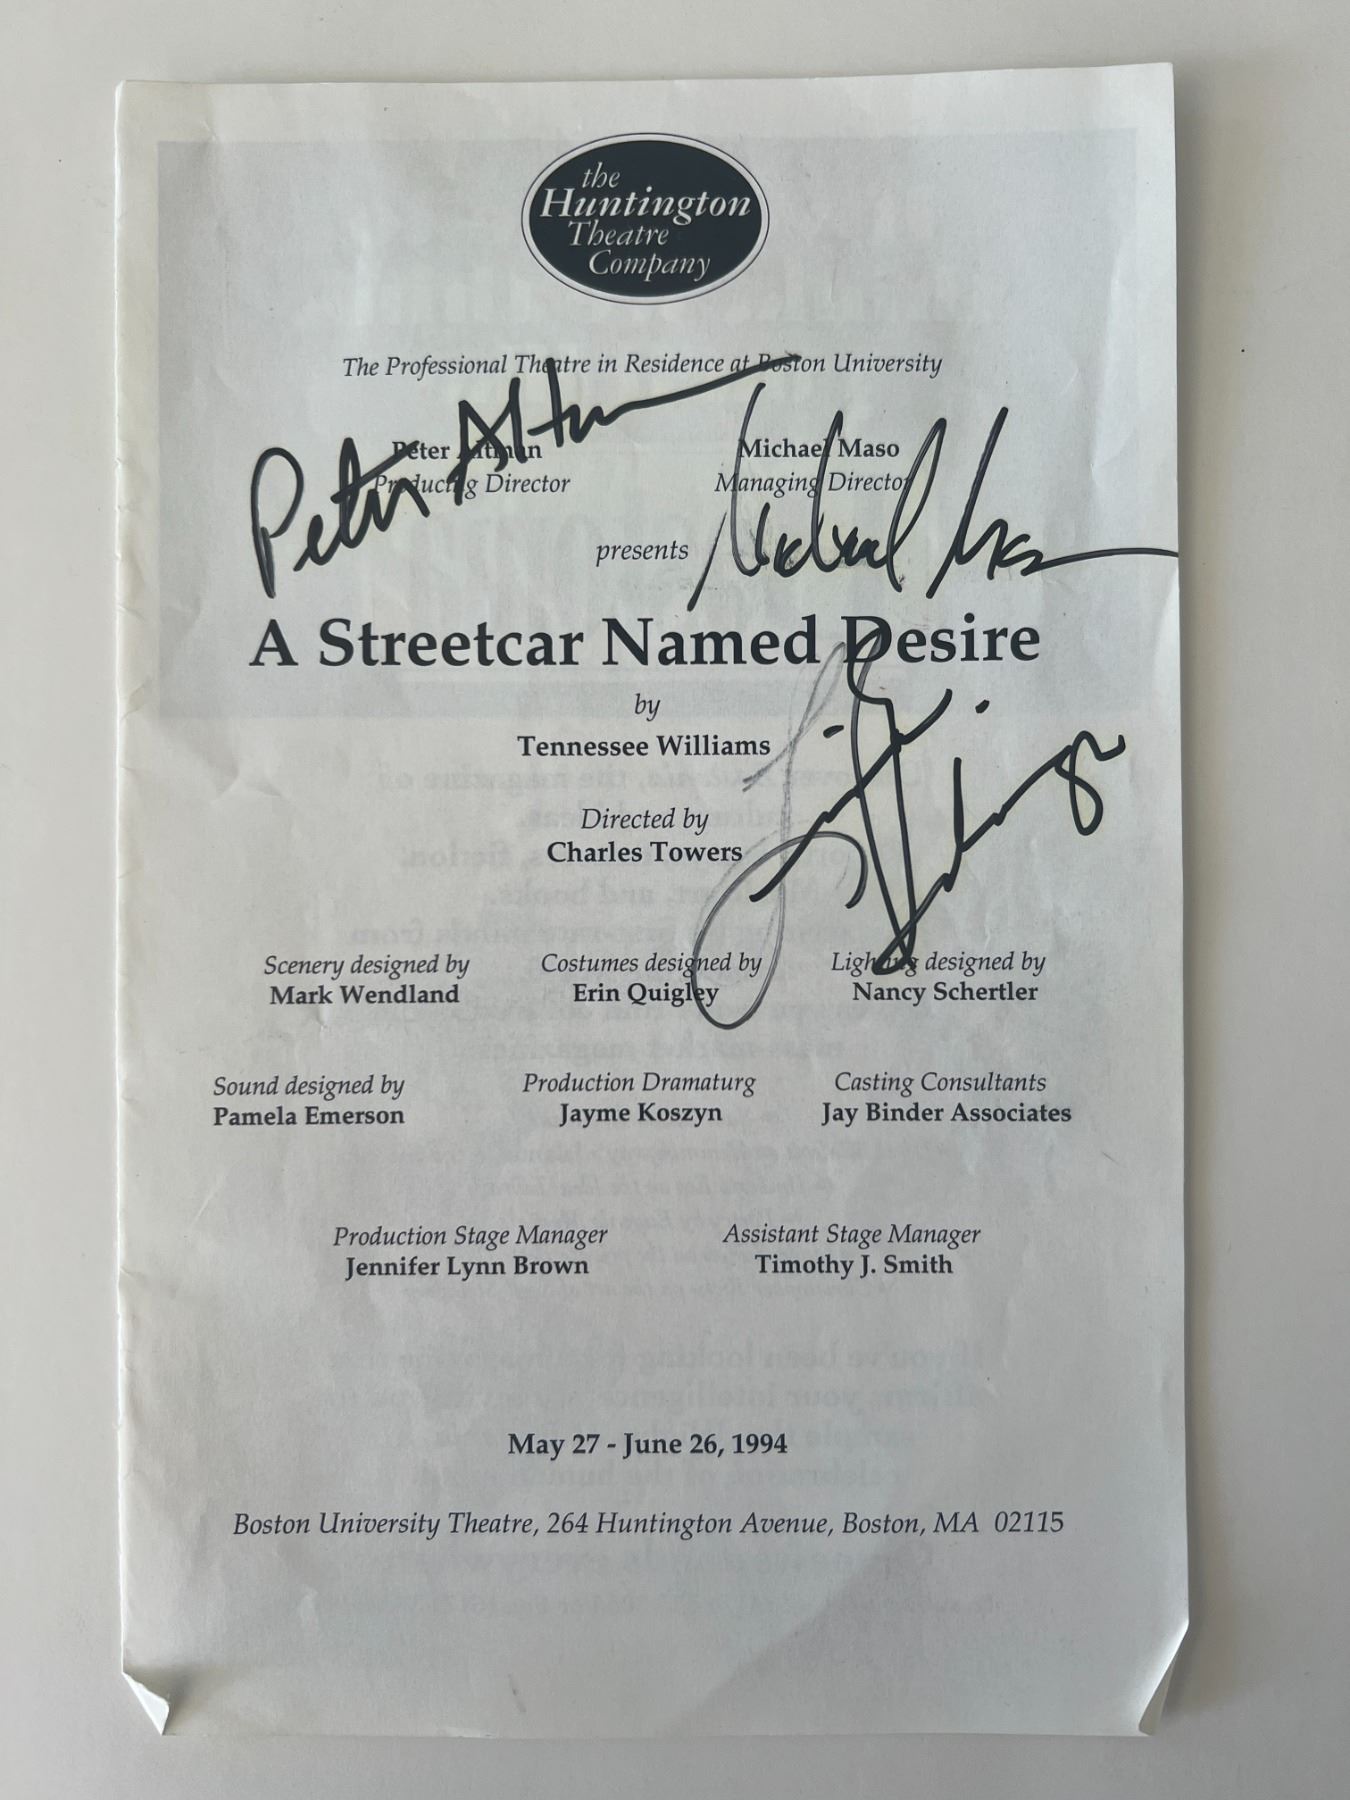 the
Huntington
Theatre
Company
The Professional Theatre in Residence at Boston University
Peter Altman
Michael Maso
Peter Altman Michael Maso
Producing Director Managing Director
presents
A Streetcar Named Desire
by
Tennessee Williams
Directed by
Charles Towers
Scenery designed by Costumes designed by Lighting designed by
Mark Wendland Erin Quigley Nancy Schertler
Sound designed by Production Dramaturg Casting Consultants
Pamela Emerson Jayme Koszyn Jay Binder Associates
Production Stage Manager Assistant Stage Manager
Jennifer Lynn Brown Timothy J. Smith
May 27 - June 26, 1994
Boston University Theatre, 264 Huntington Avenue, Boston, MA 02115